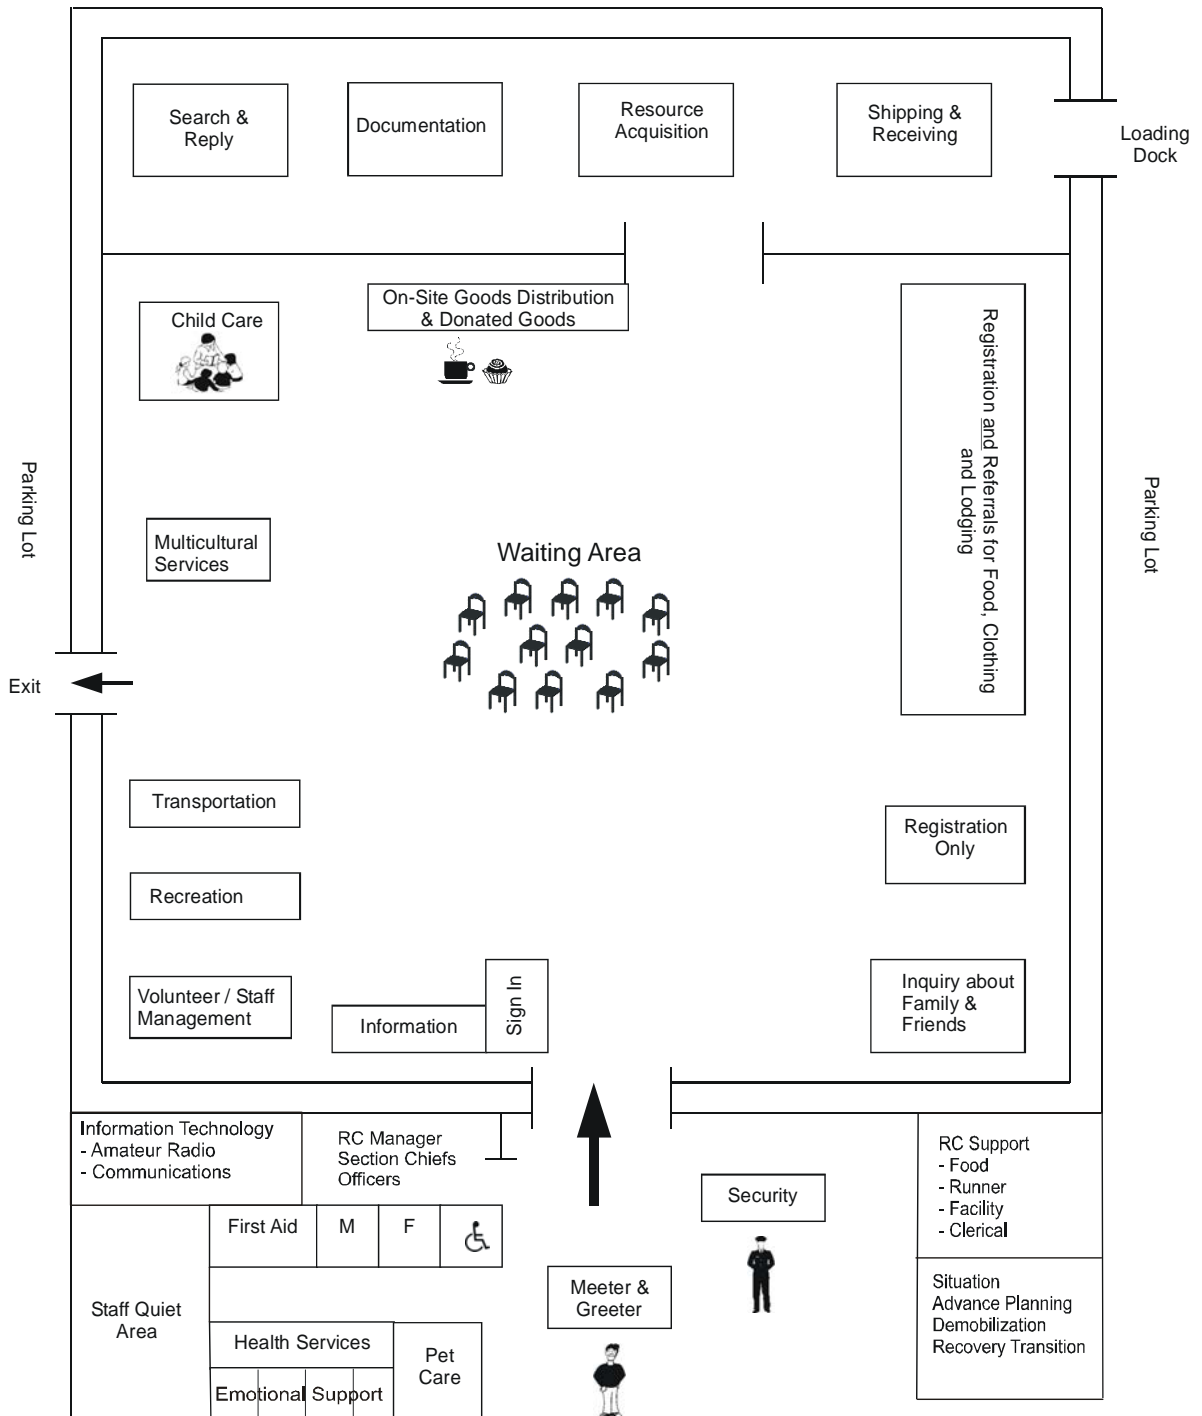 Search &
Reply
Documentation
Resource
Acquisition
Shipping &
Receiving
Loading
Dock
Child Care
On-Site Goods Distribution
& Donated Goods
Registration and Referrals for Food, Clothing
and Lodging
Parking Lot
Parking Lot
Multicultural
Services
Waiting Area
Exit
Transportation
Registration
Only
Recreation
Volunteer / Staff
Management
Information
Sign In
Inquiry about
Family &
Friends
Information Technology
- Amateur Radio
- Communications
RC Manager
Section Chiefs
Officers
Security
RC Support
- Food
- Runner
- Facility
- Clerical
First Aid
M
F
Staff Quiet
Area
Meeter &
Greeter
Situation
Advance Planning
Demobilization
Recovery Transition
Health Services
Emotional Support
Pet
Care